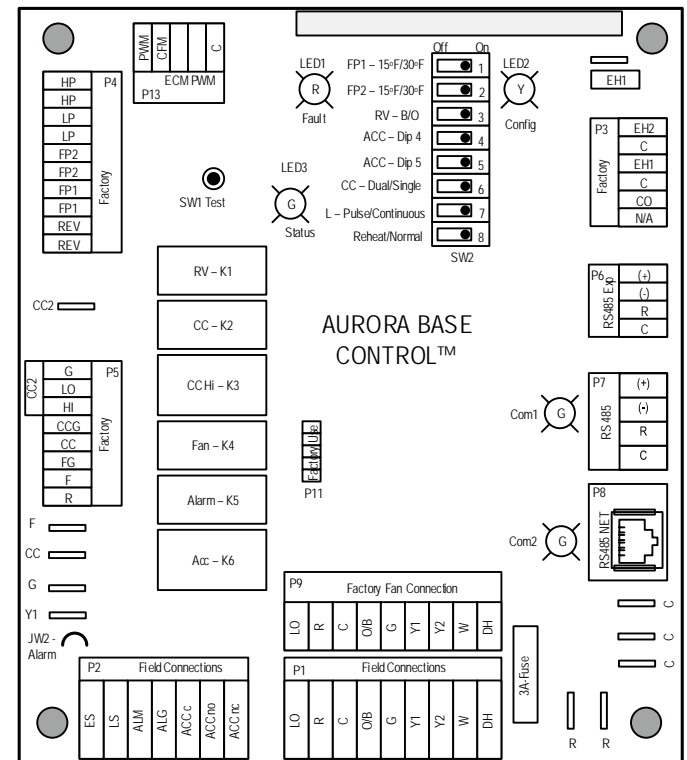 PWM
CFM
C
ECM PWM
P13
LED1
R
Fault
Off On
FP1 – 15ºF/30ºF 1
FP2 – 15ºF/30ºF 2
RV – B/O 3
ACC – Dip 4 4
ACC – Dip 5 5
CC – Dual/Single 6
L – Pulse/Continuous 7
Reheat/Normal 8
SW2
LED2
Y
Config
EH1
P4
Factory
HP
HP
LP
LP
FP2
FP2
FP1
FP1
REV
REV
SW1 Test
LED3
G
Status
P3
Factory
EH2
C
EH1
C
CO
N/A
CC2
RV – K1
CC – K2
CC Hi – K3
Fan – K4
Alarm – K5
Acc – K6
AURORA BASE
CONTROL™
P6
RS485 Exp
(+)
(-)
R
C
CC2
P5
Factory
G
LO
HI
CCG
CC
FG
F
R
Factory Use
P11
Com1
G
P7
RS 485
(+)
(-)
R
C
Com2
G
P8
RS485 NET
F
CC
G
Y1
JW2 -
Alarm
P9 Factory Fan Connection
LO R C O/B G Y1 Y2 W DH
P2 Field Connections
ES LS ALM ALG ACC c ACC no ACC nc
P1 Field Connections
LO R C O/B G Y1 Y2 W DH
3A-Fuse
C
C
C
R R